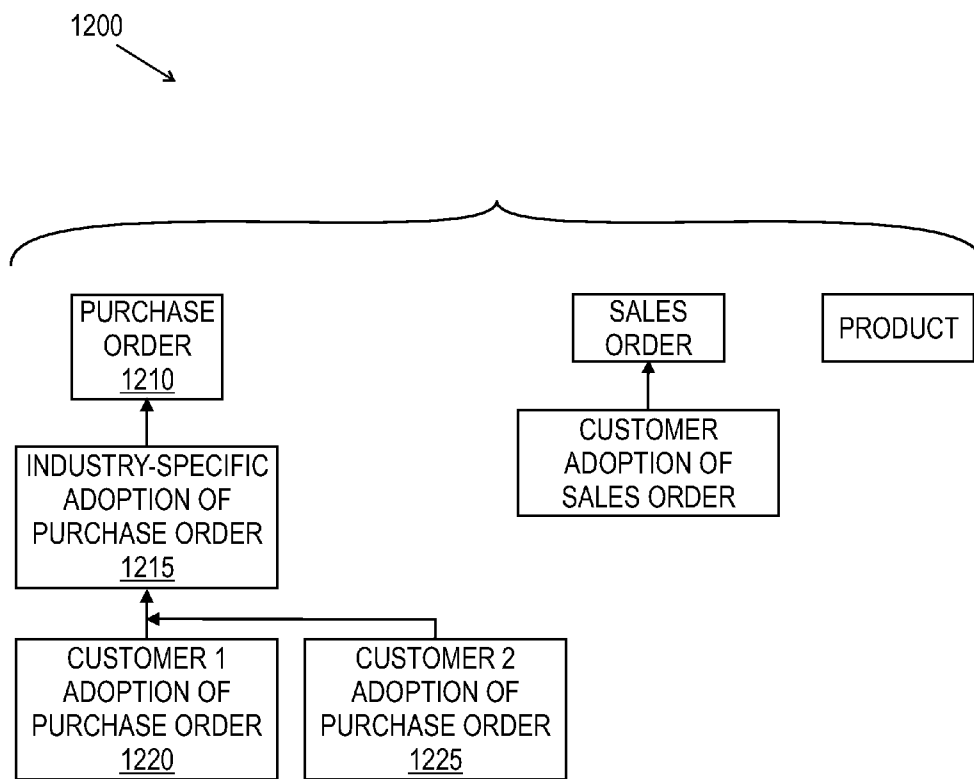 1200
PURCHASE
ORDER
1210
SALES
ORDER
PRODUCT
INDUSTRY-SPECIFIC
ADOPTION OF
PURCHASE ORDER
1215
CUSTOMER
ADOPTION OF
SALES ORDER
CUSTOMER 1
ADOPTION OF
PURCHASE ORDER
1220
CUSTOMER 2
ADOPTION OF
PURCHASE ORDER
1225